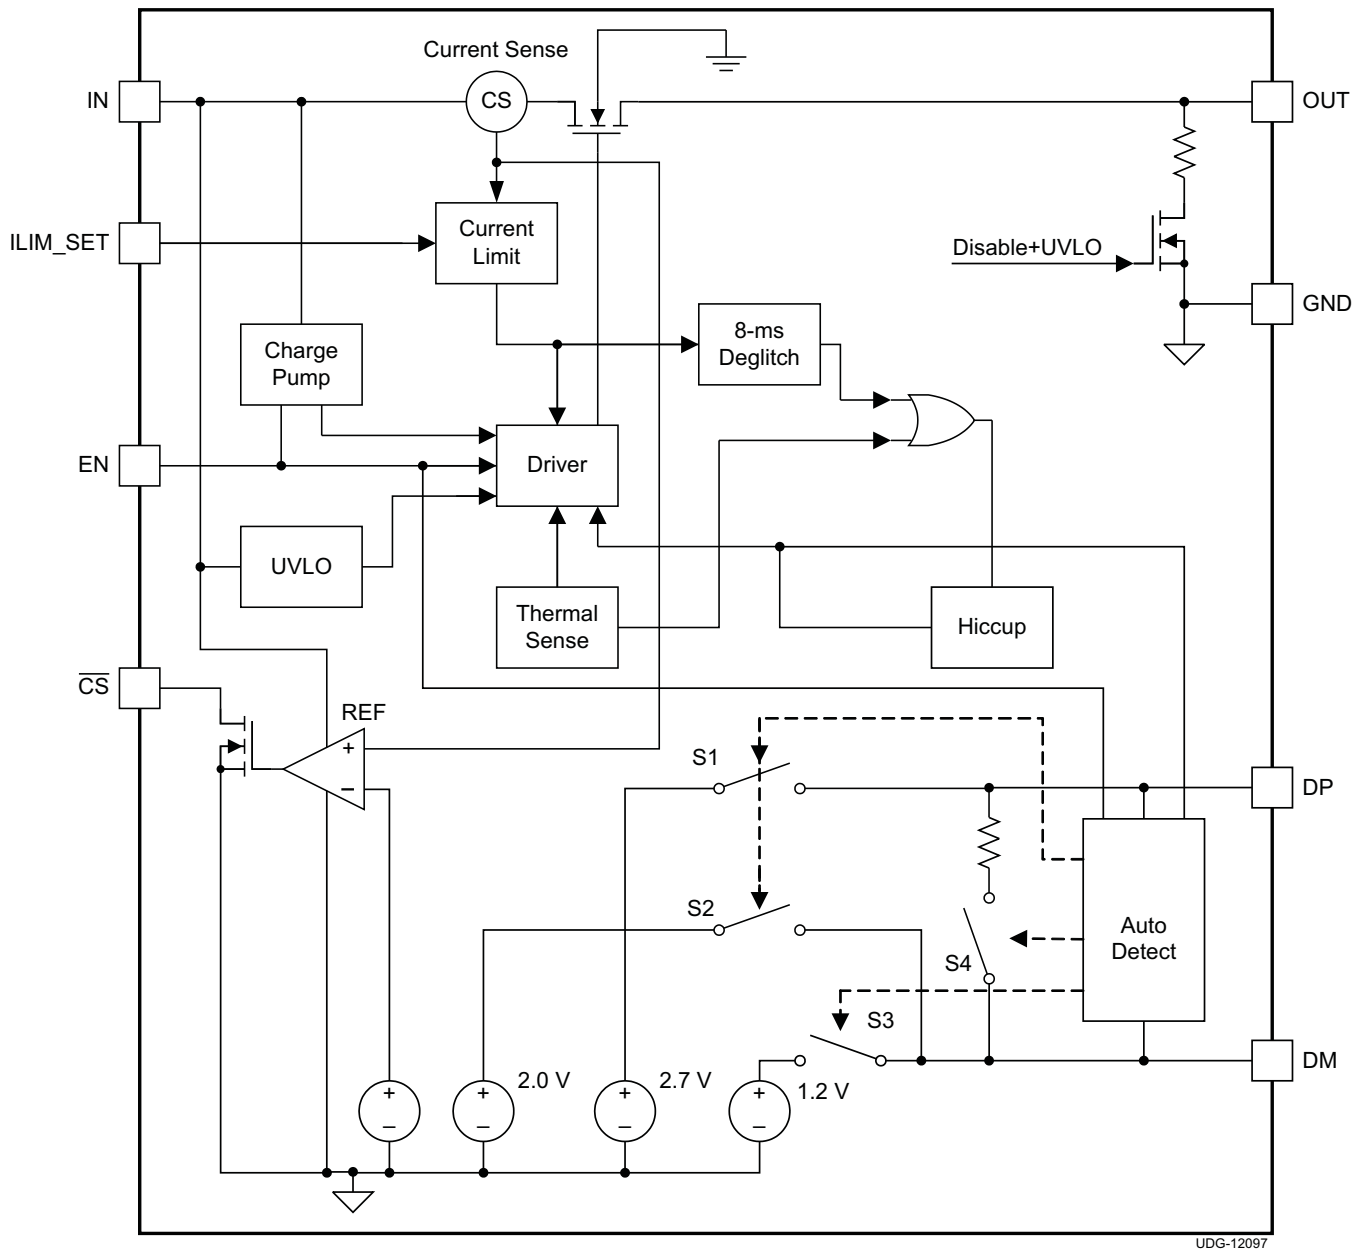 Current Sense
IN
CS
OUT
ILIM_SET
Current
Limit
Disable+UVLO
GND
8-ms
Deglitch
Charge
Pump
EN
Driver
UVLO
Thermal
Sense
Hiccup
CS
REF
+
–
S1
DP
S2
Auto
Detect
S4
S3
DM
2.0 V
2.7 V
1.2 V
+
–
+
–
+
–
+
–
UDG-12097